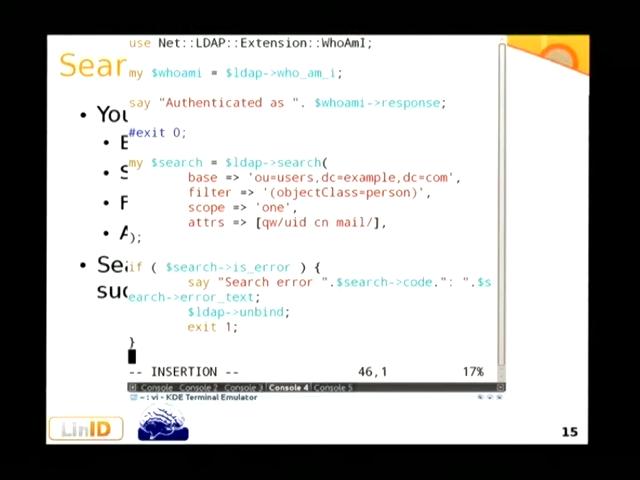 Sear
• You
• E
• S
• F
• A
• Sea
suc
use Net::LDAP::Extension::WhoAmI;
my $whoami = $ldap->who_am_i;
say "Authenticated as ". $whoami->response;
#exit 0;
my $search = $ldap->search(
base => 'ou=users,dc=example,dc=com',
filter => '(objectClass=person)',
scope => 'one',
attrs => [qw/uid cn mail/],
);
if ( $search->is_error ) {
say "Search error ".$search->code.": ".$s
earch->error_text;
$ldap->unbind;
exit 1;
}
-- INSERTION -- 46,1 17%
Console Console 2 Console 3 Console 4 Console 5
~ : vi - KDE Terminal Emulator
LinID
15